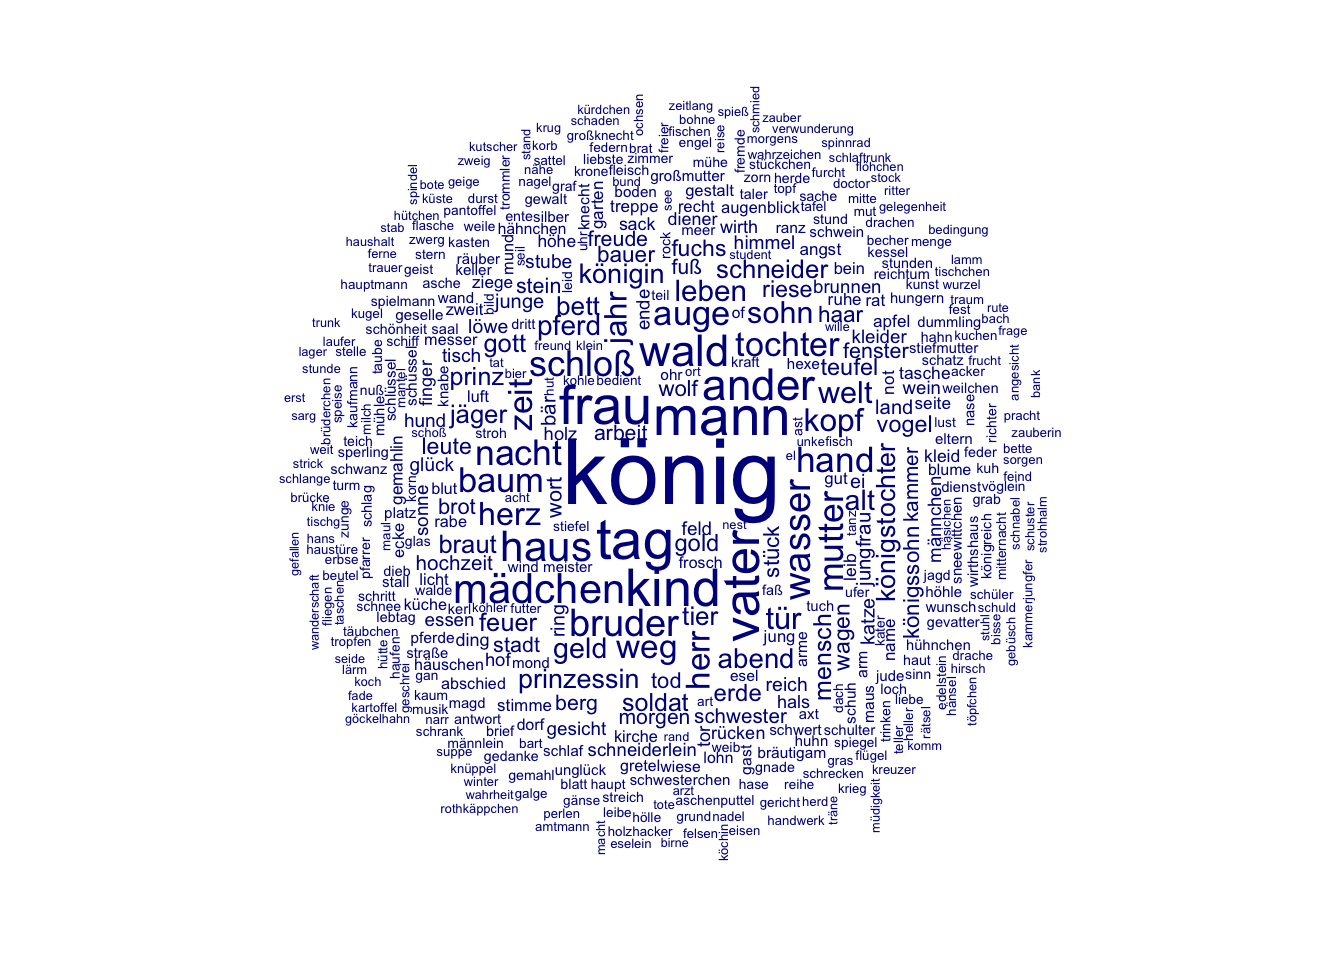 zeitlang
kürdchen
ochsen
spieß
schmied
zauber
schaden
bohne
krug
großknecht
freier
fischen
reise
verwunderung
kutscher
stand
korb
federn
brat
engel
fremde
morgens
spinnrad
zweig
sattel
liebste
zimmer
mühe
wahrzeichen
schlaftrunk
trommler
nähe
krone
fleisch
großmutter
stückchen
flöhchen
spindel
bote
geige
nagel
graf
bund
boden
gestalt
zorn
herde
furcht
doctor
stock
küste
durst
gewalt
knecht
garten
see
taler
topf
sache
mitte
ritter
hütchen
pantoffel
ente
silber
treppe
recht
augenblick
tafel
mut
gelegenheit
stab
flasche
weile
hähnchen
sack
diener
wirth
ranz
stund
drachen
haushalt
zwerg
kasten
mund
höhe
uhr
freude
rock
meer
himmel
angst
schwein
becher
menge
bedingung
ferne
stern
räuber
seil
bauer
fuchs
student
kessel
trauer
geist
keller
stube
leid
königin
fuß
schneider
bein
stunden
lamm
hauptmann
asche
ziege
stein
teil
leben
riese
brunnen
reichtum
tischchen
spielmann
wand
bild
junge
bett
jahr
ende
ruhe
rat
hungern
kunst
wurzel
kugel
geselle
zweit
auge
of
sohn
haar
traum
trunk
schönheit
saal
löwe
dritt
pferd
wille
apfel
dummling
fest
rute
laufer
schiff
messer
gott
freund
klein
wald
tochter
kleider
hahn
kuchen
bach
frage
lager
stelle
taube
tisch
schloß
kraft
fenster
stiefmutter
stunde
schlüssel
mantel
schüssel
finger
tat
bier
ohr
ort
hexe
teufel
schatz
frucht
angesicht
erst
brüderchen
kaufmann
nuß
mühle
knabe
prinz
zeit
hut
kohle
bedient
wolf
ander
welt
not
tasche
acker
bank
sarg
speise
milch
luft
bär
frau
mann
wein
weilchen
hund
jäger
kopf
land
seite
nase
pracht
teich
schoß
stroh
holz
arbeit
ast
vogel
lust
richter
zauberin
weit
sperling
leute
nacht
unkefisch
eltern
bette
strick
schwanz
gemahlin
glück
könig
el
hand
kleid
feder
sorgen
schlange
turm
korn
blut
baum
wort
gut
ei
blume
kuh
feind
brücke
schlag
platz
sonne
brot
acht
alt
königstochter
kammer
dienst
vöglein
knie
zunge
maul
ecke
rabe
herz
stiefel
feld
nest
wasser
mutter
tanz
jungfrau
männchen
häsichen
grab
schnabel
schuster
strohhalm
tischg
hans
glas
braut
haus
tag
gold
stück
sneewittchen
wirthshaus
königreich
mitternacht
gefallen
haustüre
erbse
pfarrer
dieb
hochzeit
wind
meister
frosch
vater
leib
königssohn
jagd
beutel
stall
licht
mädchen
kind
faß
ufer
höhle
schüler
wanderschaft
fliegen
taschen
schritt
walde
schnee
küche
kerl
köhler
futter
tuch
katze
wunsch
schuld
kammerjungfer
lebtag
essen
feuer
ring
bruder
tier
tür
mensch
wagen
kater
gevatter
stuhl
bisse
gebüsch
täubchen
tropfen
pferde
ding
stadt
geld
weg
herr
jung
arme
name
hühnchen
straße
hütte
haufen
häuschen
hof
mond
abend
arm
haut
drache
seide
lärm
gan
prinzessin
tod
esel
dach
jude
sinn
hirsch
koch
geschrei
abschied
erde
reich
schuh
maus
loch
edelstein
hänsel
töpfchen
fade
kaum
magd
stimme
berg
soldat
art
hals
liebe
kartoffel
musik
morgen
schwester
axt
trinken
heller
rätsel
göckelhahn
narr
antwort
brief
dorf
gesicht
kirche
rand
tor
rücken
schwert
schulter
teller
komm
schrank
männlein
bart
schlaf
schneiderlein
weib
gast
bräutigam
huhn
spiegel
suppe
gedanke
lohn
gras
flügel
knüppel
gemahl
unglück
gretel
wiese
gnade
schrecken
kreuzer
winter
galge
blatt
haupt
schwesterchen
hase
reihe
krieg
wahrheit
gänse
streich
arzt
müdigkeit
rothkäppchen
perlen
leibe
tote
aschenputtel
gericht
herd
träne
amtmann
hölle
grund
nadel
handwerk
macht
holzhacker
felsen
eisen
eselein
birne
köchin